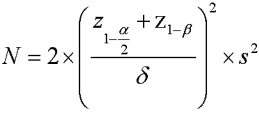 N = 2 × ( ( z_{1-α/2} + z_{1-β} ) / δ )² × s²